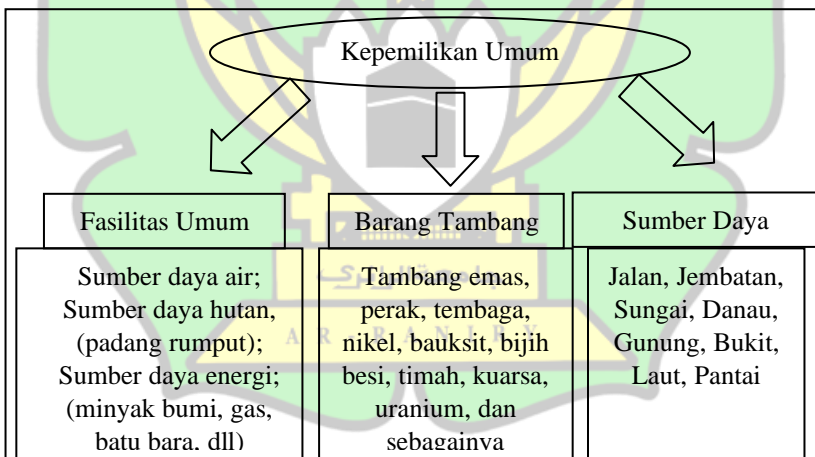 Kepemilikan Umum
Fasilitas Umum
Sumber daya air;
Sumber daya hutan,
(padang rumput);
Sumber daya energi;
(minyak bumi, gas,
batu bara, dll)
Barang Tambang
Tambang emas,
perak, tembaga,
nikel, bauksit, bijih
besi, timah, kuarsa,
uranium, dan
sebagainya
Sumber Daya
Jalan, Jembatan,
Sungai, Danau,
Gunung, Bukit,
Laut, Pantai
جامعة الرانري
A R - R A N I R Y